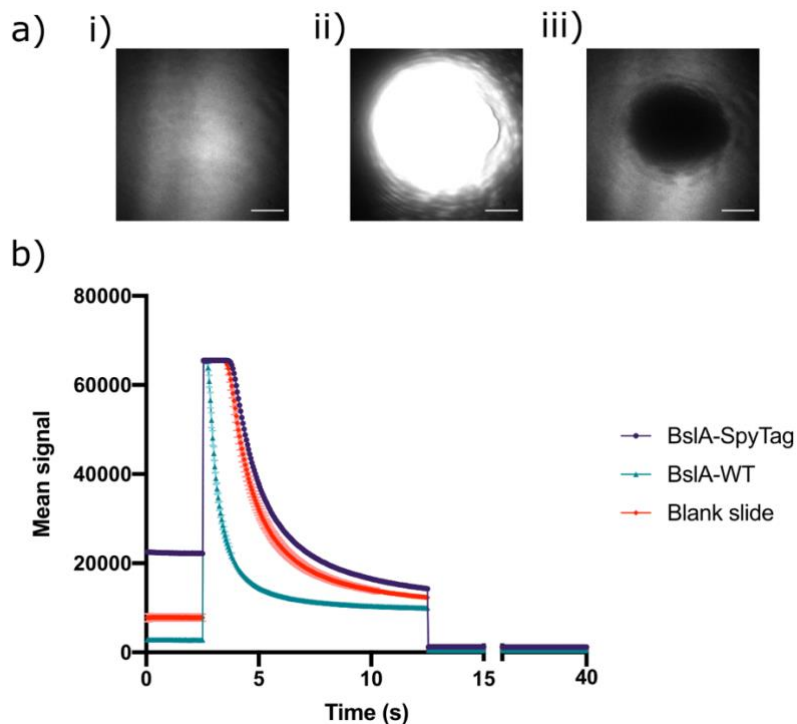 a)
i)
ii)
iii)
b)
80000
60000
40000
20000
0
Mean signal
0
5
10
15
40
Time (s)
BslA-SpyTag
BslA-WT
Blank slide